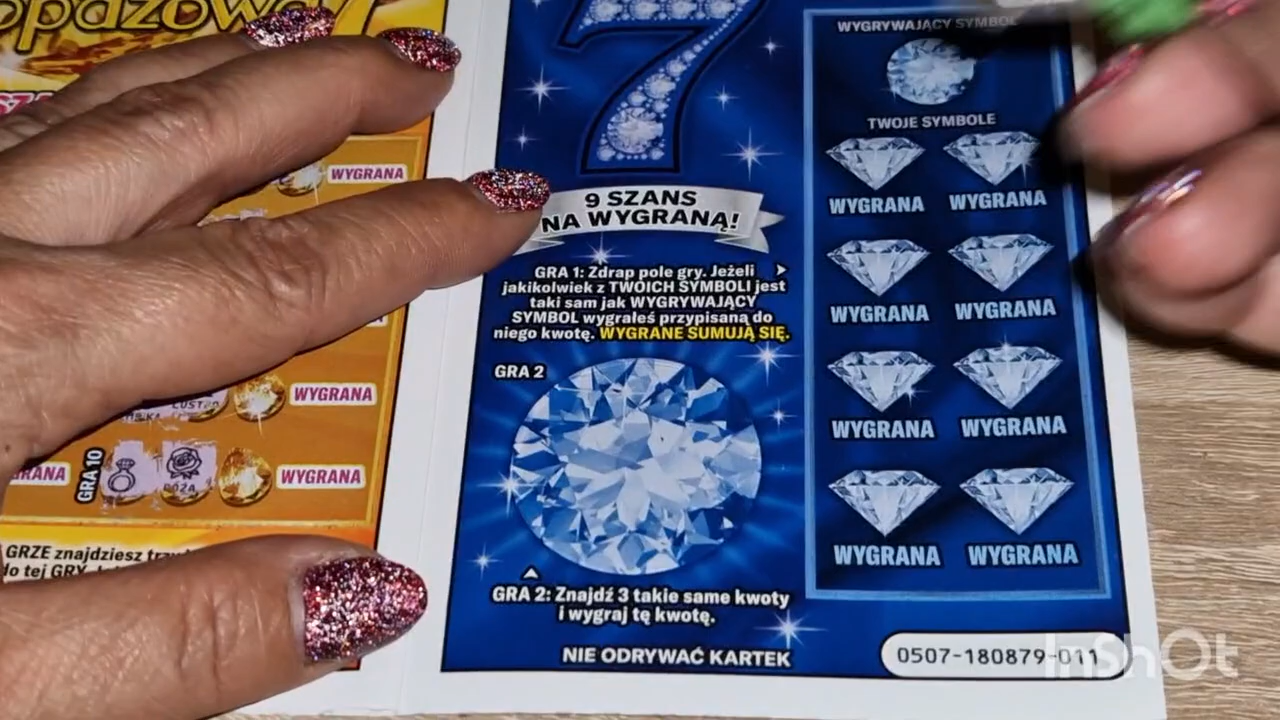 7
WYGRANA
WYGRANA
GRA 10
RÓŻA
WYGRANA
GRZE znajdziesz
do tej GRY
7
9 SZANS
NA WYGRANĄ!
GRA 1: Zdrap pole gry. Jeżeli
jakikolwiek z TWOICH SYMBOLI jest
taki sam jak WYGRYWAJĄCY
SYMBOL wygrałeś przypisaną do
niego kwotę. WYGRANE SUMUJĄ SIĘ.
GRA 2
GRA 2: Znajdź 3 takie same kwoty
i wygraj tę kwotę.
NIE ODRYWAĆ KARTEK
WYGRYWAJĄCY SYMBOL
TWOJE SYMBOLE
WYGRANA WYGRANA
WYGRANA WYGRANA
WYGRANA WYGRANA
WYGRANA WYGRANA
0507-180879-011
InShOt